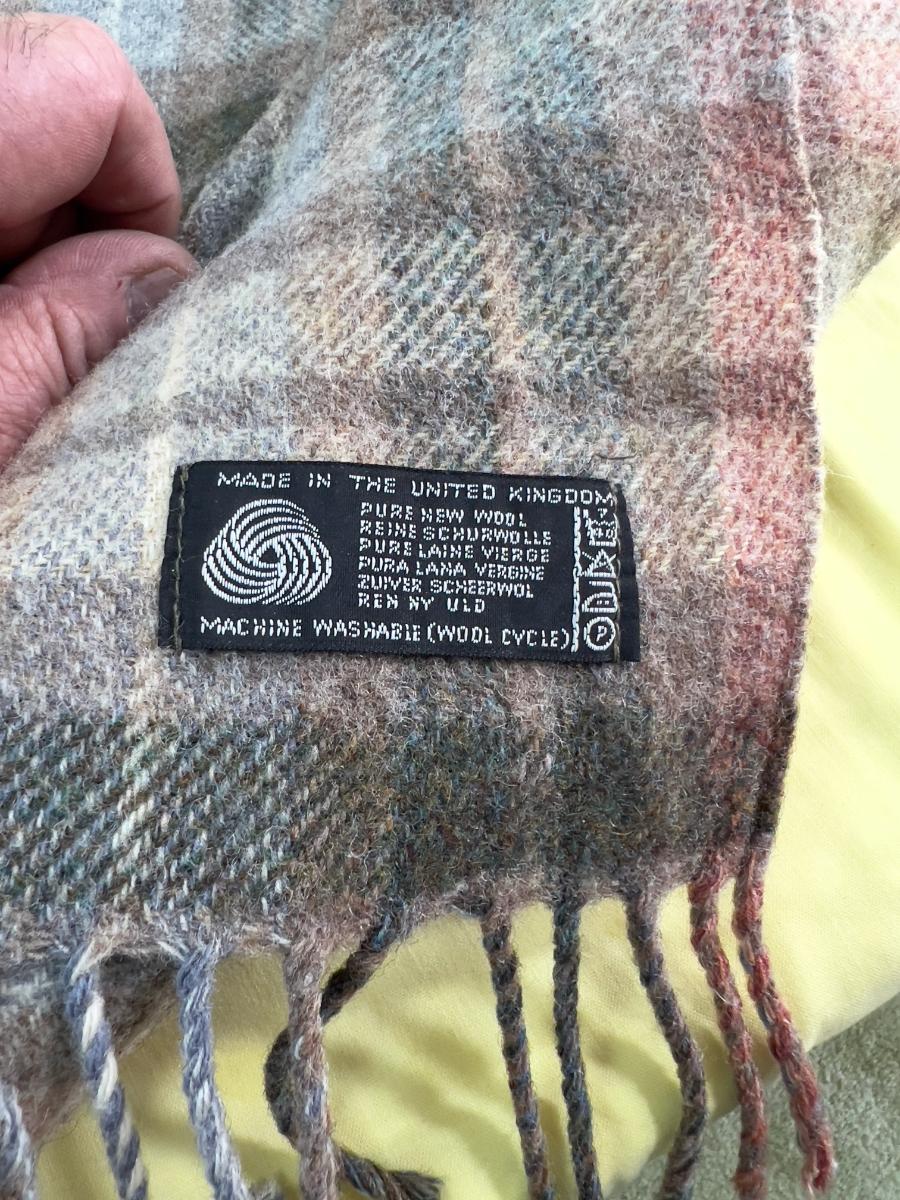 MADE IN THE UNITED KINGDOM
PURE NEW WOOL
REINE SCHURWOLLE
PURE LAINE VIERGE
PURA LANA VERGINE
ZUIVER SCHEERWOL
REN NY ULD
MACHINE WASHABLE (WOOL CYCLE)
P